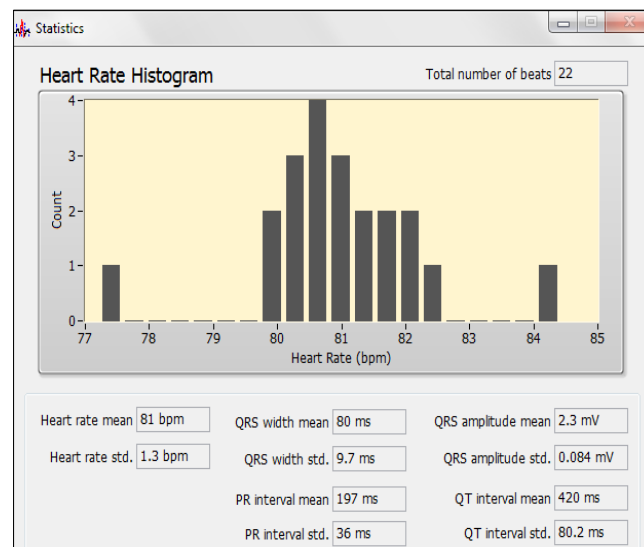 Statistics
Heart Rate Histogram
Total number of beats 22
4
3
2
1
0
Count
77 78 79 80 81 82 83 84 85
Heart Rate (bpm)
Heart rate mean 81 bpm
QRS width mean 80 ms
QRS amplitude mean 2.3 mV
Heart rate std. 1.3 bpm
QRS width std. 9.7 ms
QRS amplitude std. 0.084 mV
PR interval mean 197 ms
QT interval mean 420 ms
PR interval std. 36 ms
QT interval std. 80.2 ms